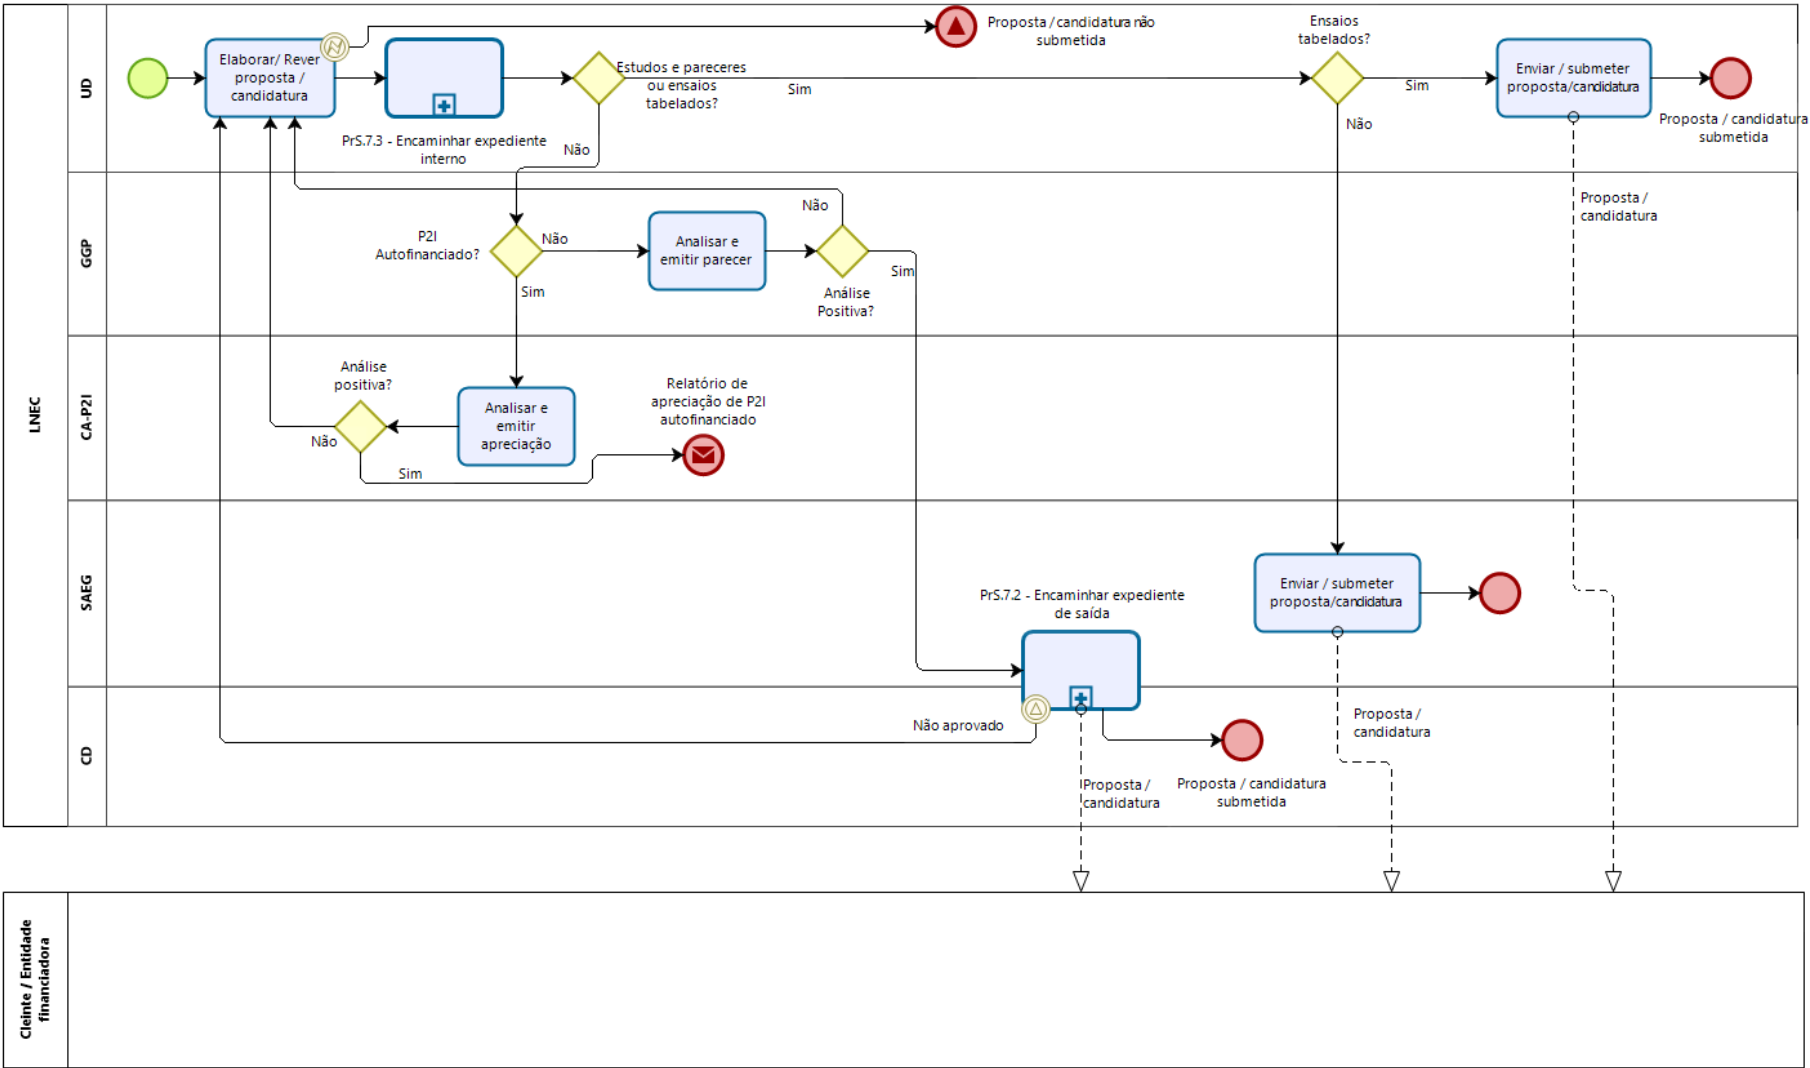 LNEC
UD
Elaborar/ Rever
proposta /
candidatura
PrS.7.3 - Encaminhar expediente
interno
Estudos e pareceres
ou ensaios
tabelados?
Sim
Não
Proposta / candidatura não
submetida
Ensaios
tabelados?
Sim
Não
Enviar / submeter
proposta/candidatura
Proposta / candidatura
submetida
Proposta /
candidatura
GGP
P2I
Autofinanciado?
Não
Sim
Analisar e
emitir parecer
Não
Sim
Análise
Positiva?
CA-P2I
Análise
positiva?
Não
Sim
Analisar e
emitir
apreciação
Relatório de
apreciação de P2I
autofinanciado
SAEG
PrS.7.2 - Encaminhar expediente
de saída
Enviar / submeter
proposta/candidatura
CD
Não aprovado
Proposta /
candidatura
Proposta / candidatura
submetida
Proposta /
candidatura
Cleinte / Entidade
financiadora